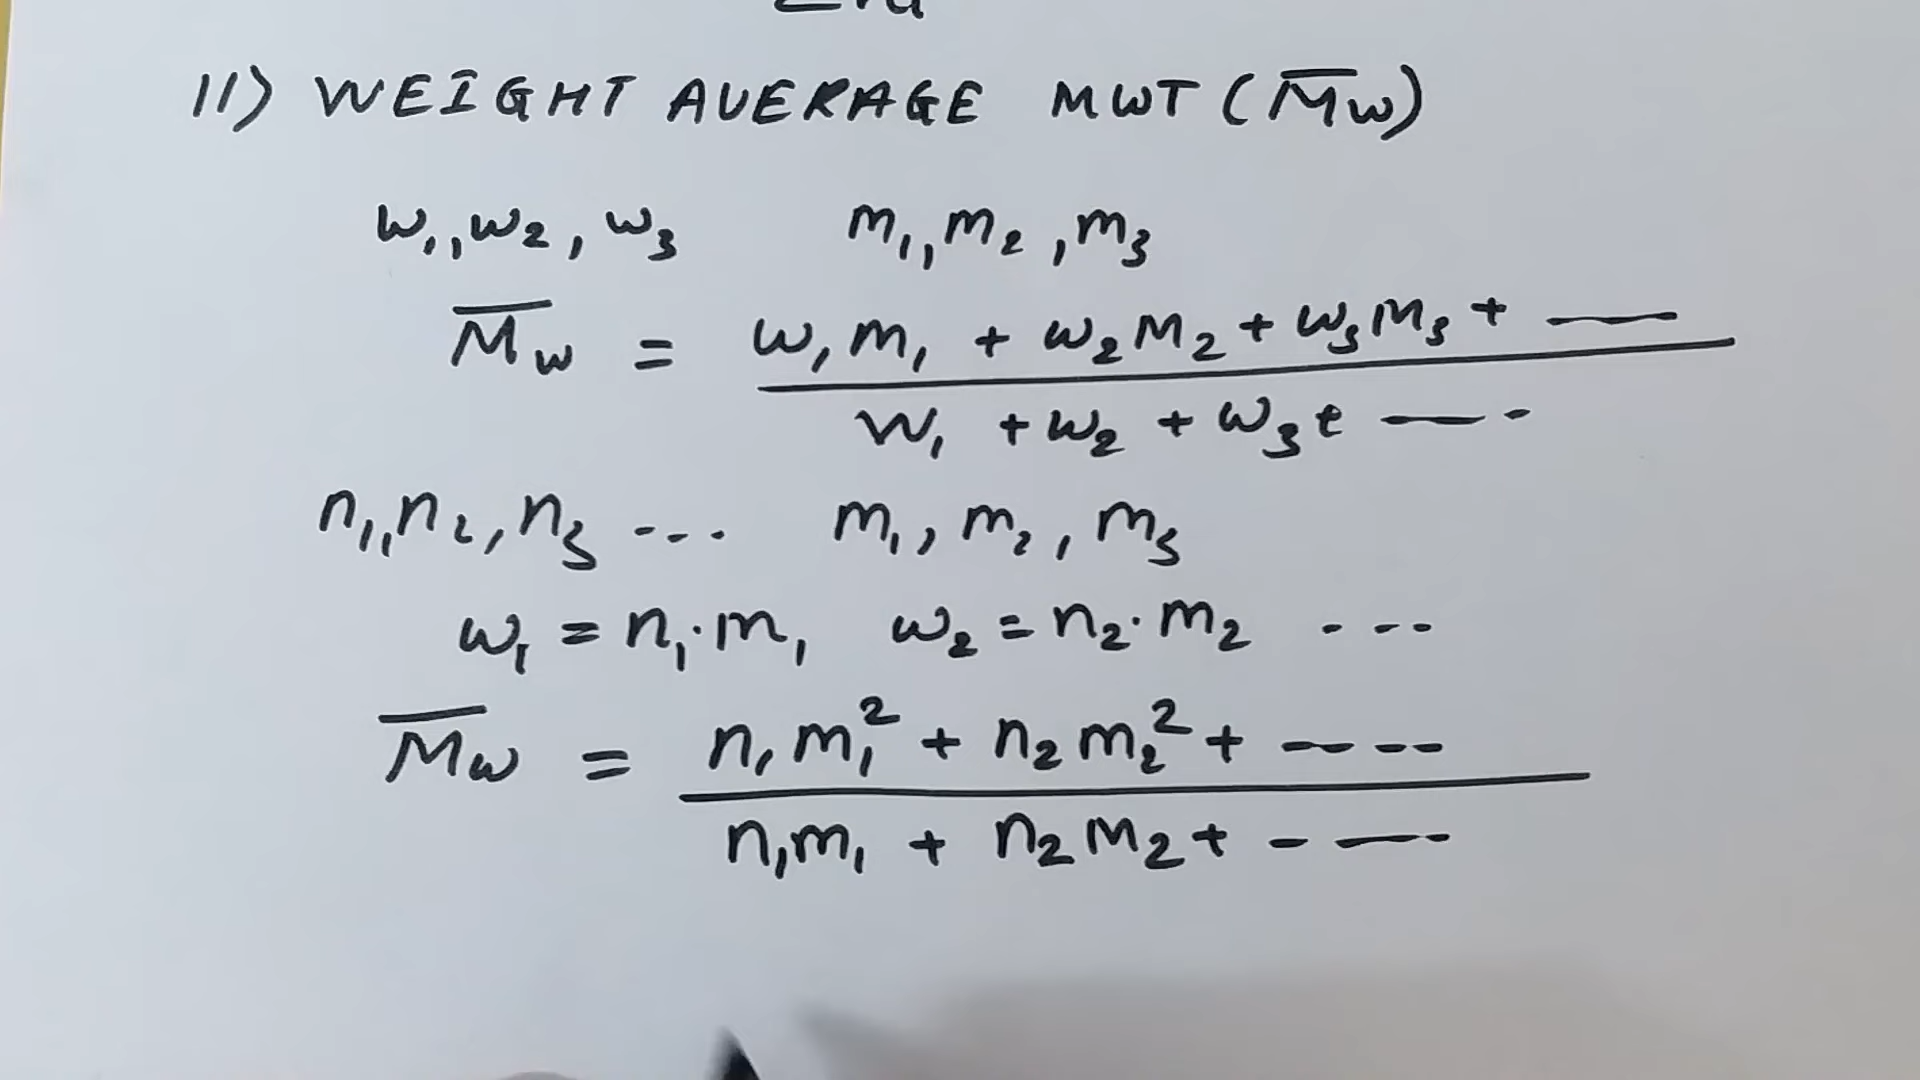 11) WEIGHT AVERAGE MWT (M̅w)
w₁, w₂, w₃ m₁, m₂, m₃
M̅w = w₁m₁ + w₂M₂ + w₃M₃ + ——
w₁ + w₂ + w₃ + —-
n₁, n₂, n₃ --- m₁, m₂, m₃
w₁ = n₁·m₁ w₂ = n₂·m₂ ---
M̅w = n₁m₁² + n₂m₂² + ----
n₁m₁ + n₂M₂ + - —-